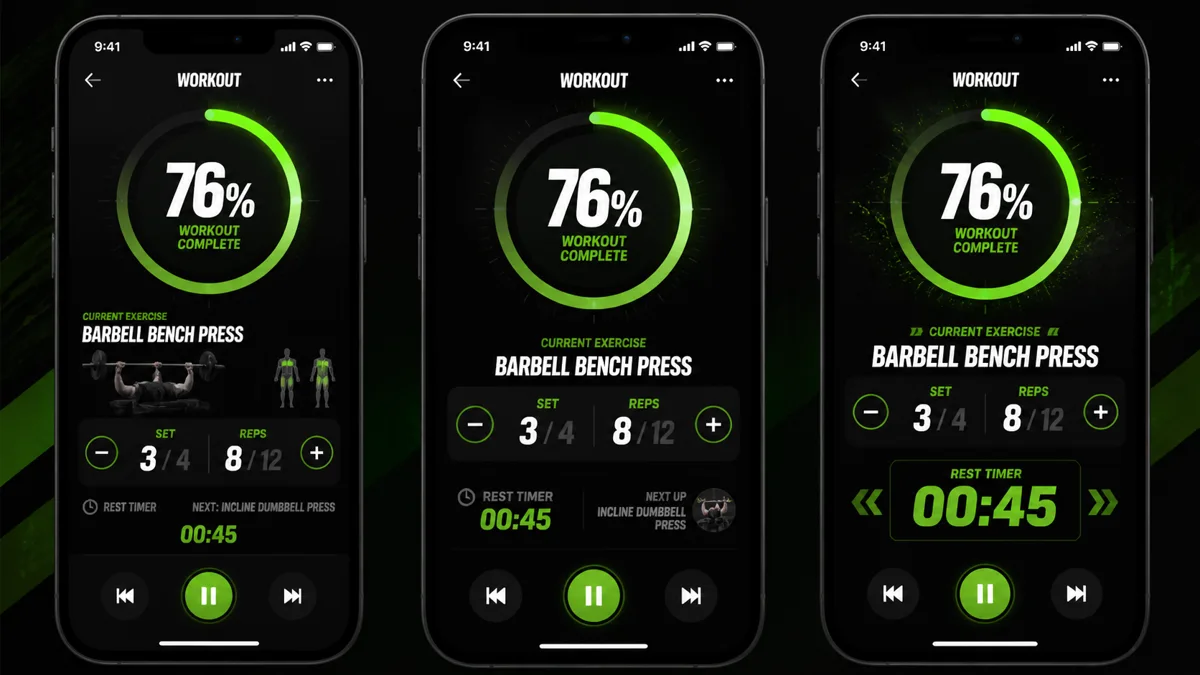 9:41
WORKOUT
76%
WORKOUT
COMPLETE
CURRENT EXERCISE
BARBELL BENCH PRESS
SET
3 / 4
REPS
8 / 12
REST TIMER
NEXT: INCLINE DUMBBELL PRESS
00:45
9:41
WORKOUT
76%
WORKOUT
COMPLETE
CURRENT EXERCISE
BARBELL BENCH PRESS
SET
3 / 4
REPS
8 / 12
REST TIMER
00:45
NEXT UP
INCLINE DUMBBELL
PRESS
9:41
WORKOUT
76%
WORKOUT
COMPLETE
CURRENT EXERCISE
BARBELL BENCH PRESS
SET
3 / 4
REPS
8 / 12
REST TIMER
00:45